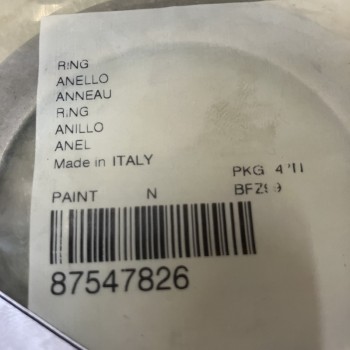 RING
ANELLO
ANNEAU
RING
ANILLO
ANEL
Made in ITALY
PKG
PAINT N
87547826